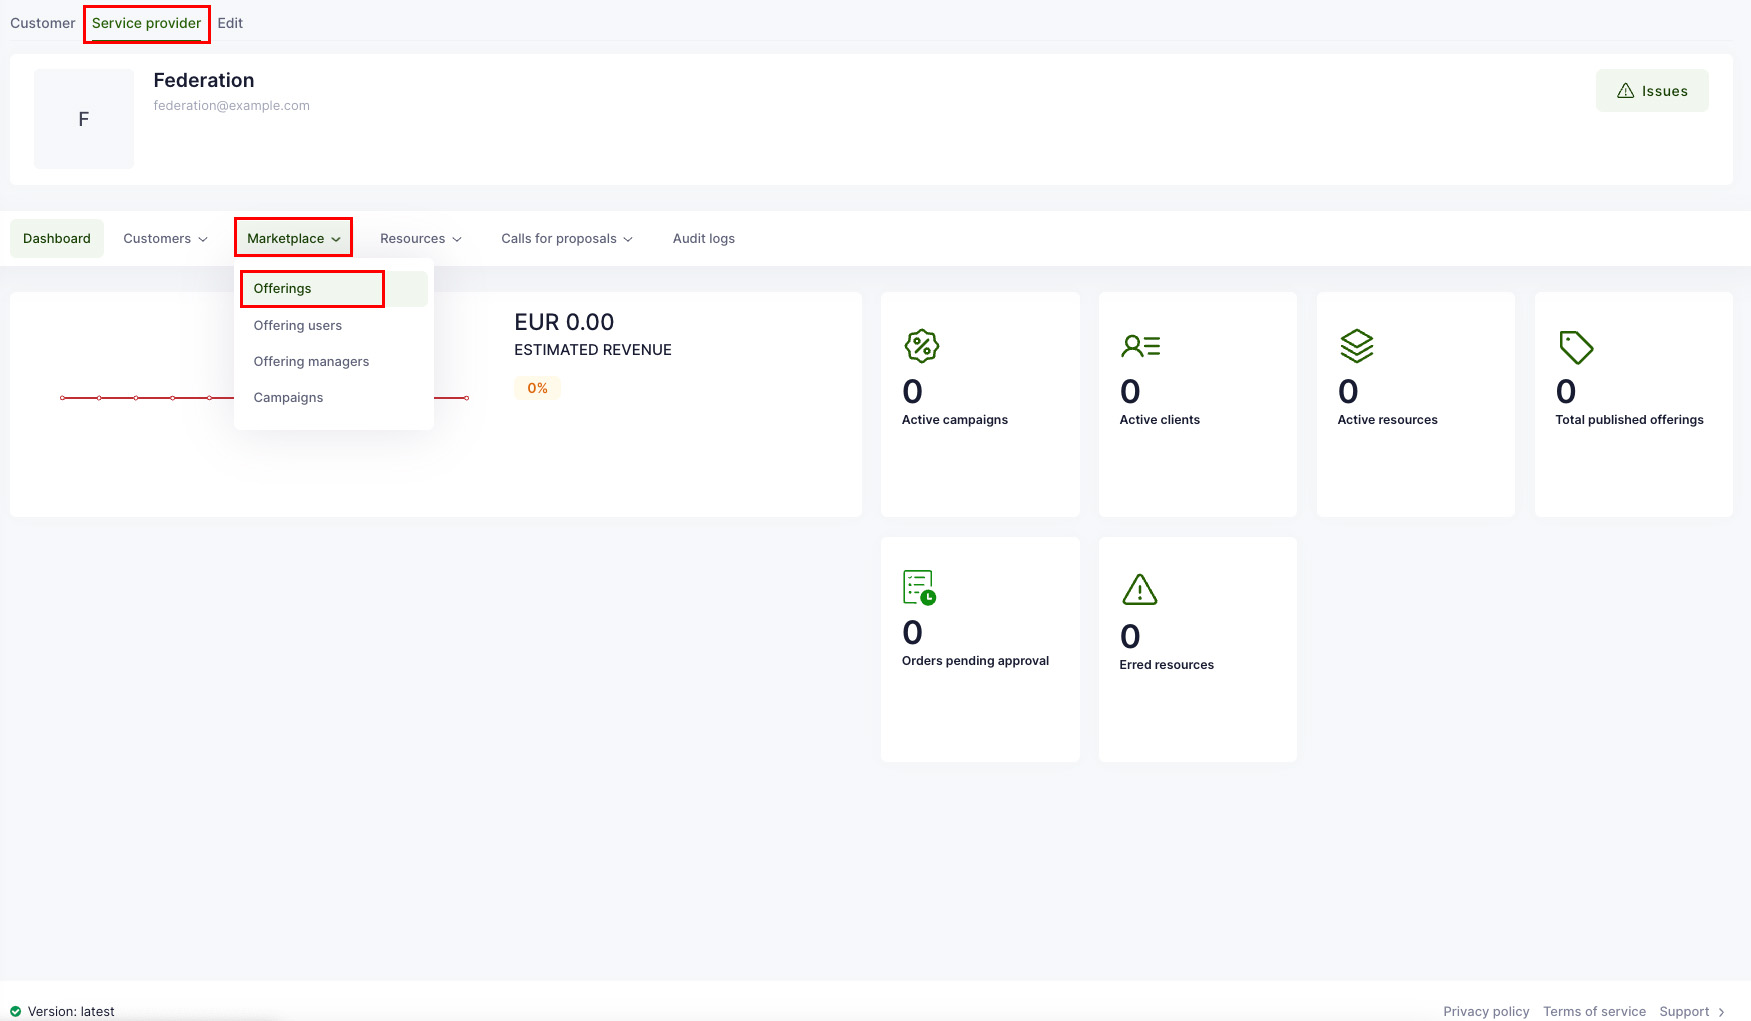 Customer Service provider Edit
F
Federation
federation@example.com
Issues
Dashboard Customers Marketplace Resources Calls for proposals Audit logs
Offerings
Offering users
Offering managers
Campaigns
EUR 0.00
ESTIMATED REVENUE
0%
0
Active campaigns
0
Active clients
0
Active resources
0
Total published offerings
0
Orders pending approval
0
Erred resources
Version: latest
Privacy policy Terms of service Support